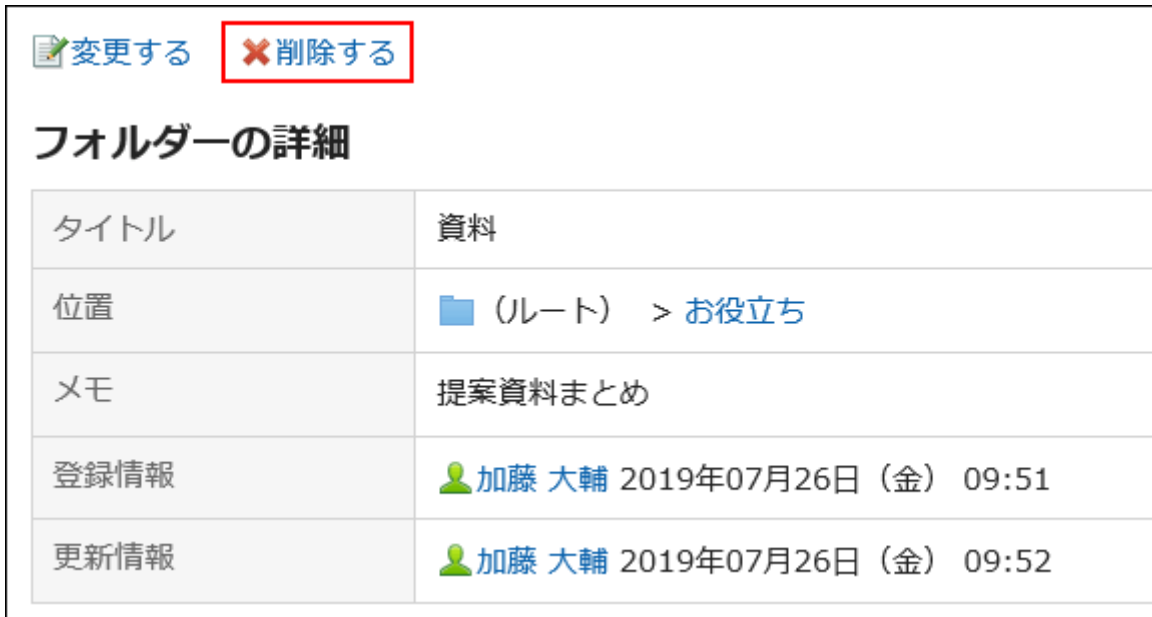 変更する 削除する
フォルダーの詳細
タイトル 資料
位置 （ルート） > お役立ち
メモ 提案資料まとめ
登録情報 加藤 大輔 2019年07月26日（金） 09:51
更新情報 加藤 大輔 2019年07月26日（金） 09:52